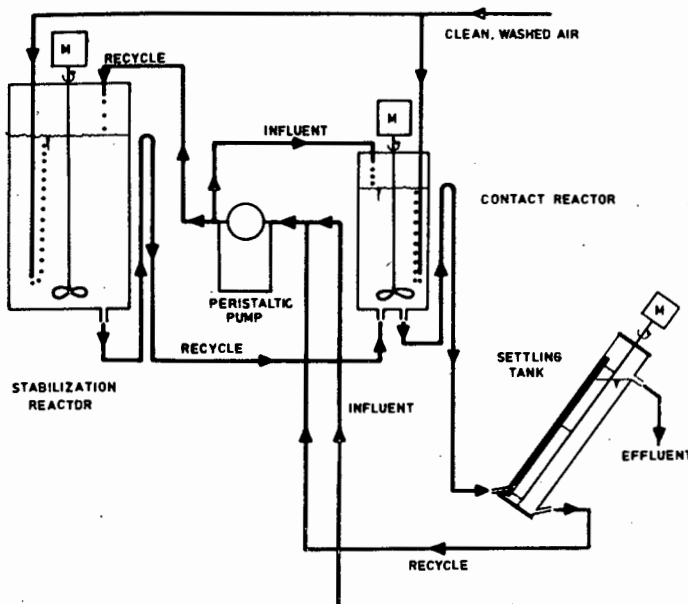 CLEAN, WASHED AIR
M
RECYCLE
M
INFLUENT
CONTACT REACTOR
PERISTALTIC
PUMP
M
RECYCLE
SETTLING
TANK
STABILIZATION
REACTOR
INFLUENT
EFFLUENT
RECYCLE